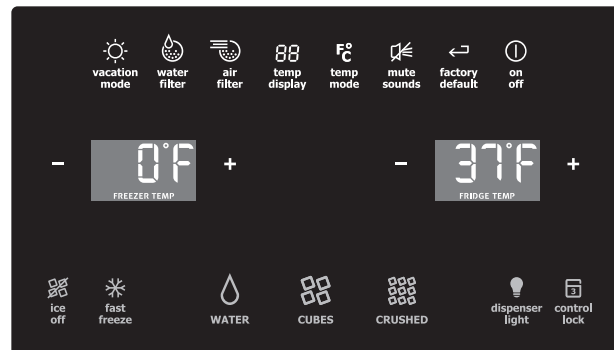 88 F° C
vacation mode
water filter
air filter
temp display
temp mode
mute sounds
factory default
on off
- 0°F +
FREEZER TEMP
- 37°F +
FRIDGE TEMP
3
ice off
fast freeze
WATER
CUBES
CRUSHED
dispenser light
control lock